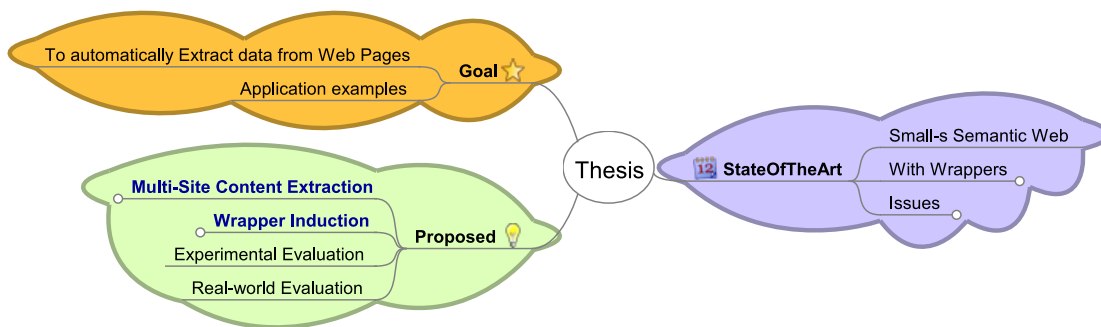 To automatically Extract data from Web Pages
Application examples
Goal
Multi-Site Content Extraction
Wrapper Induction
Experimental Evaluation
Real-world Evaluation
Proposed
Thesis
12
StateOfTheArt
Small-s Semantic Web
With Wrappers
Issues